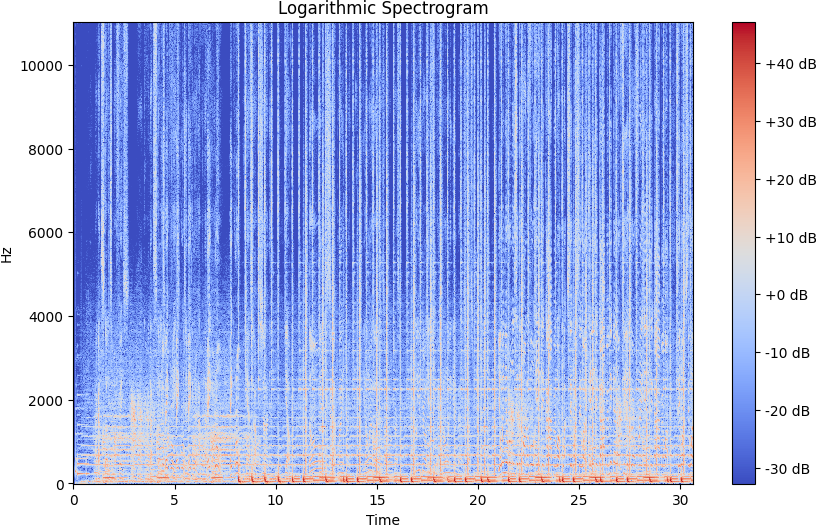 Logarithmic Spectrogram
Hz
10000
8000
6000
4000
2000
0
0 5 10 15 20 25 30
Time
+40 dB
+30 dB
+20 dB
+10 dB
+0 dB
-10 dB
-20 dB
-30 dB